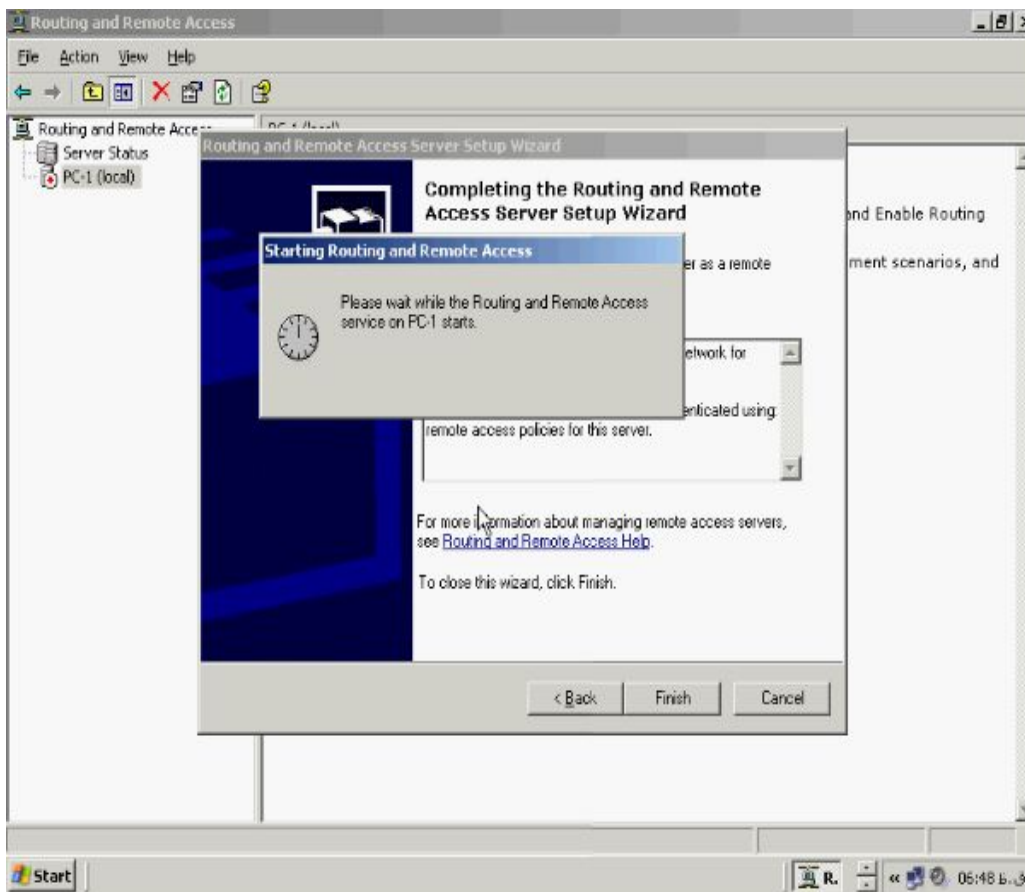 Routing and Remote Access
File Action View Help
Routing and Remote Access
Server Status
PC-1 (local)
PC-1 (local)
Routing and Remote Access Server Setup Wizard
Completing the Routing and Remote
Access Server Setup Wizard
and Enable Routing
ment scenarios, and
Starting Routing and Remote Access
er as a remote
Please wait while the Routing and Remote Access
service on PC-1 starts.
etwork for
enticated using
remote access policies for this server.
For more information about managing remote access servers,
see Routing and Remote Access Help.
To close this wizard, click Finish.
< Back Finish Cancel
Start R. « 06:48